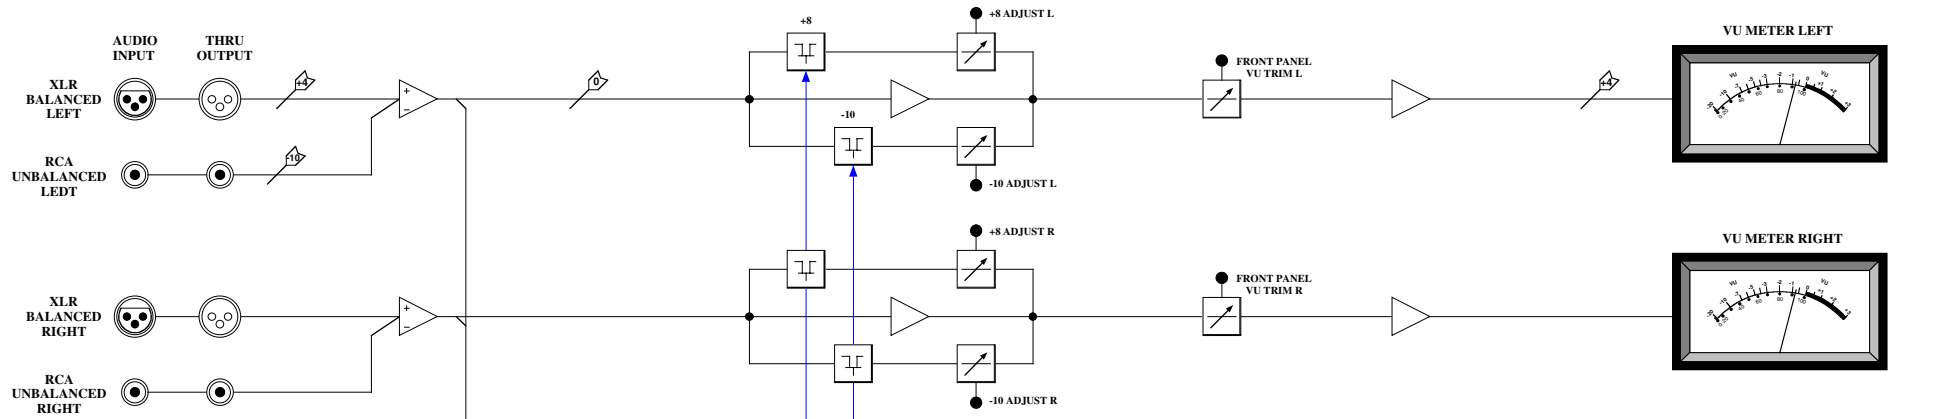 +8
+8 ADJUST L
AUDIO
INPUT
THRU
OUTPUT
VU METER LEFT
FRONT PANEL
VU TRIM L
XLR
BALANCED
LEFT
+4
+
−
0
+4
-10
RCA
UNBALANCED
LEDT
-10
-10 ADJUST L
+8 ADJUST R
VU METER RIGHT
FRONT PANEL
VU TRIM R
XLR
BALANCED
RIGHT
+
−
RCA
UNBALANCED
RIGHT
-10 ADJUST R